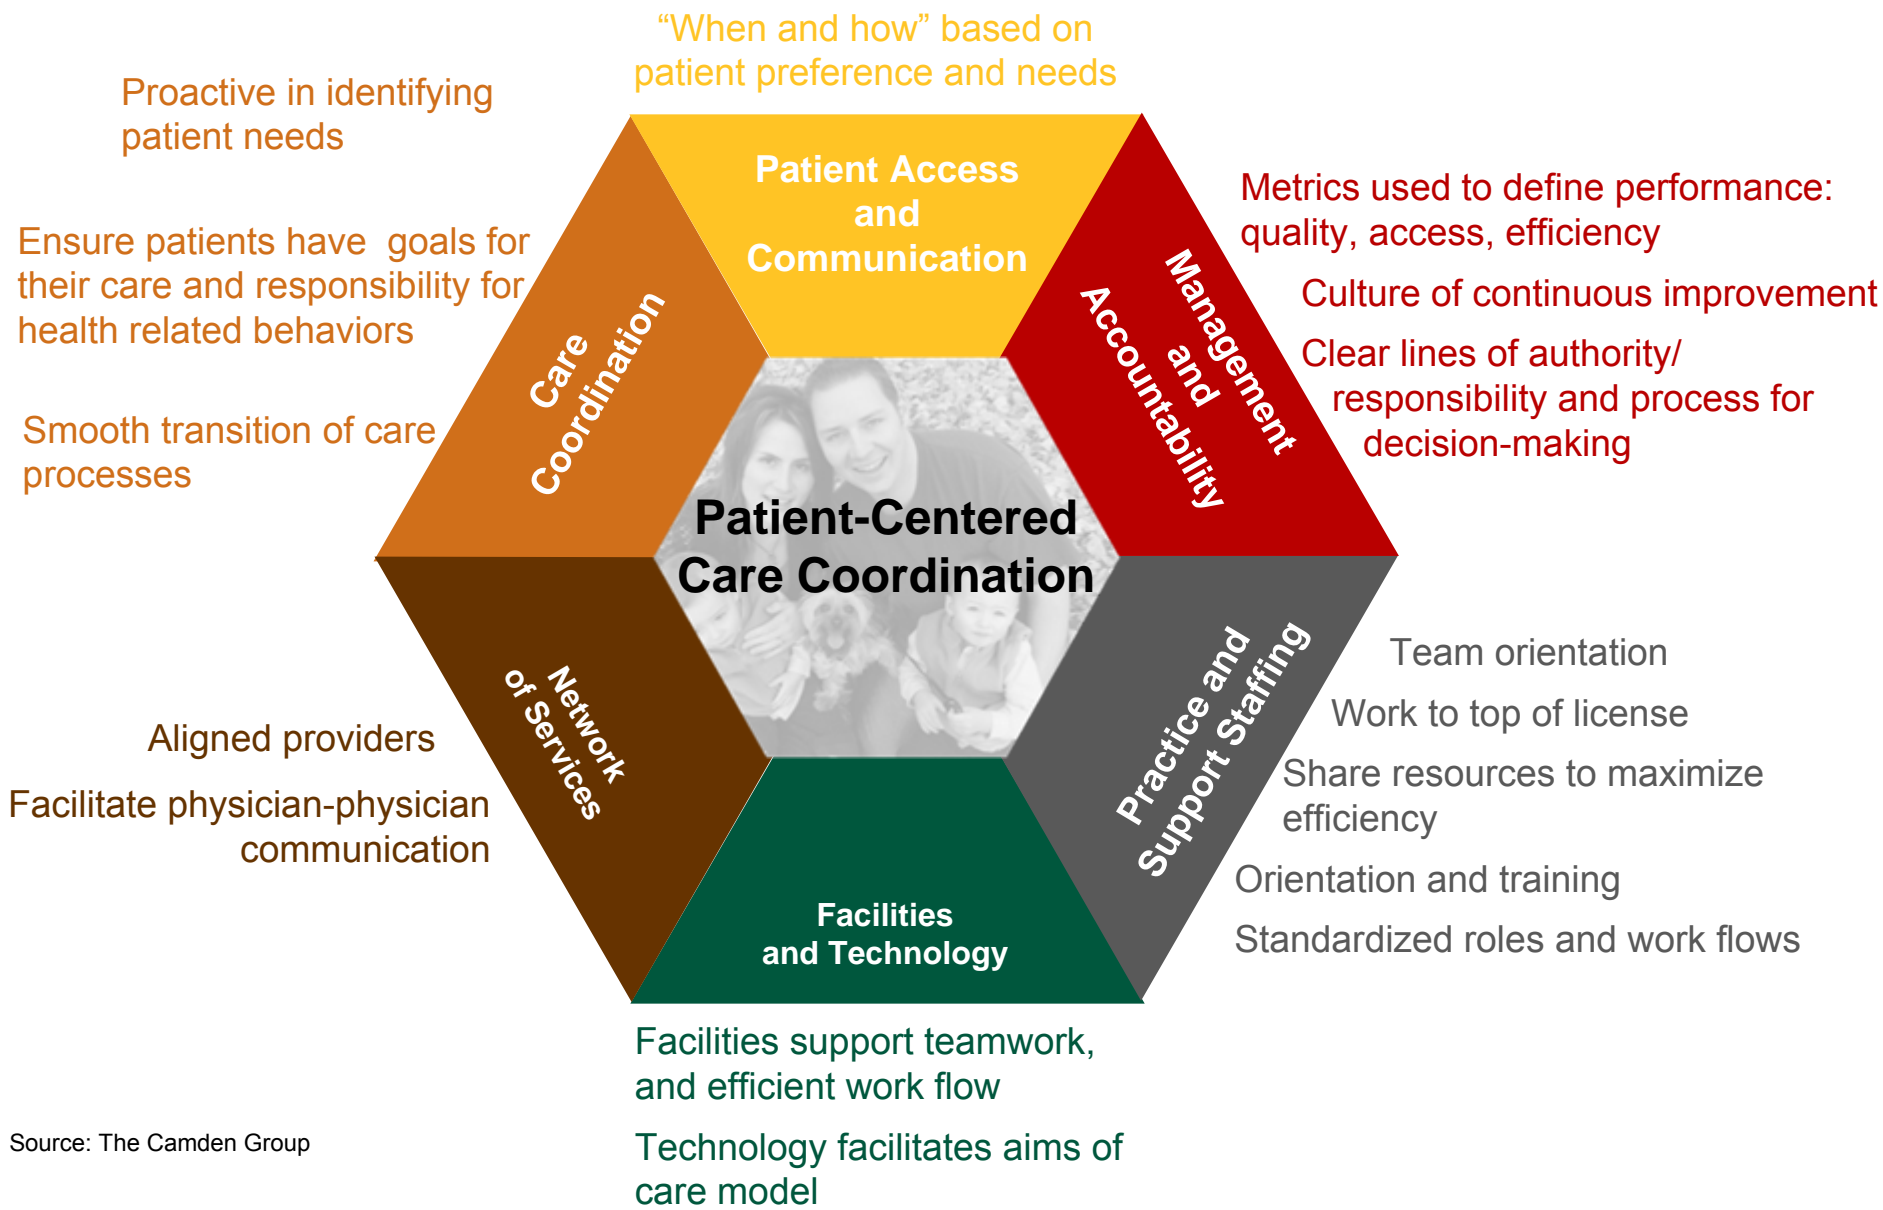 “When and how” based on
patient preference and needs
Proactive in identifying
patient needs
Ensure patients have  goals for
their care and responsibility for
health related behaviors
Smooth transition of care
processes
Patient Access
and
Communication
Care
Coordination
Management
and
Accountability
Metrics used to define performance:
quality, access, efficiency
Culture of continuous improvement
Clear lines of authority/
responsibility and process for
decision-making
Patient-Centered
Care Coordination
Network
of Services
Aligned providers
Facilitate physician-physician
communication
Practice and
Support Staffing
Team orientation
Work to top of license
Share resources to maximize
efficiency
Orientation and training
Standardized roles and work flows
Facilities
and Technology
Facilities support teamwork,
and efficient work flow
Technology facilitates aims of
care model
Source: The Camden Group